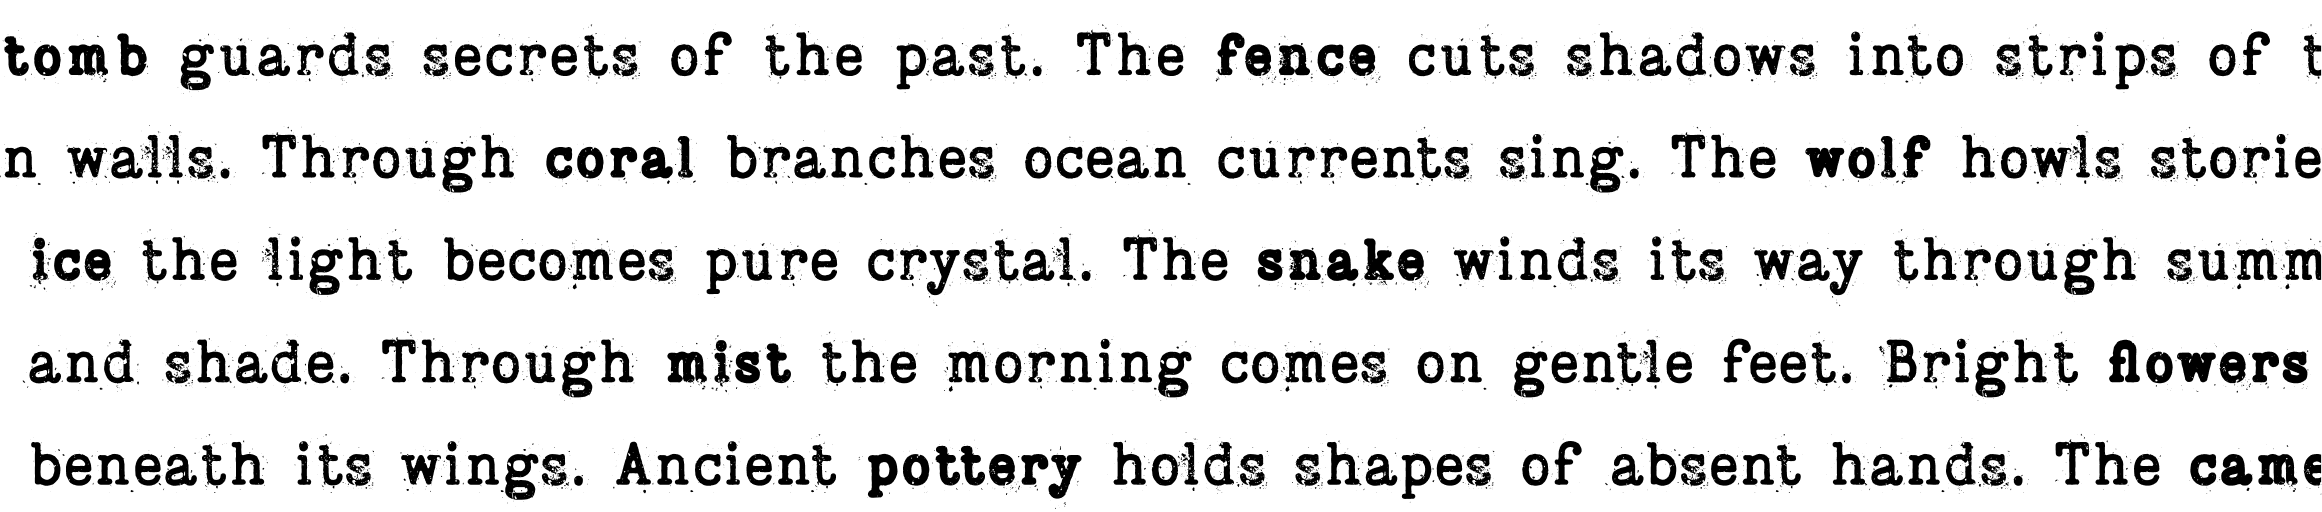 tomb guards secrets of the past. The fence cuts shadows into strips of t
n walls. Through coral branches ocean currents sing. The wolf howls storie
ice the light becomes pure crystal. The snake winds its way through summ
and shade. Through mist the morning comes on gentle feet. Bright flowers
beneath its wings. Ancient pottery holds shapes of absent hands. The came